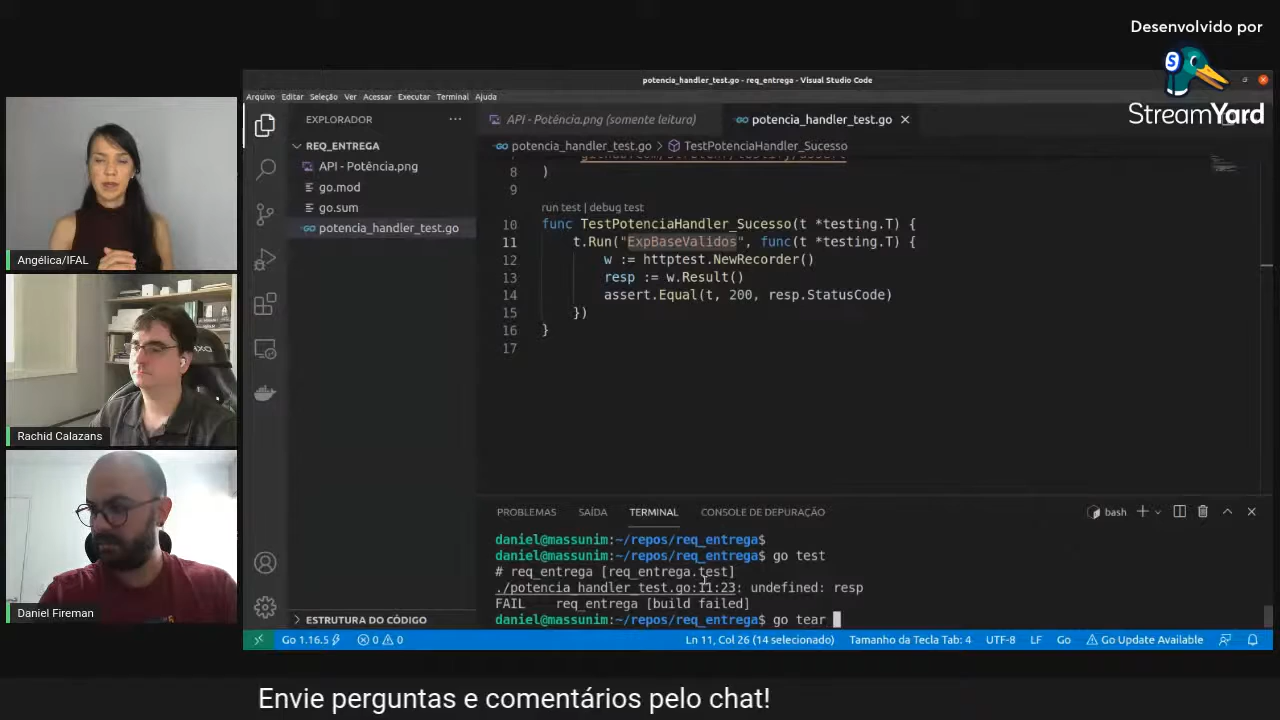 Desenvolvido por
StreamYard
potencia_handler_test.go - req_entrega - Visual Studio Code
Arquivo Editar Seleção Ver Acessar Executar Terminal Ajuda
EXPLORADOR
REQ_ENTREGA
API - Potência.png
go.mod
go.sum
potencia_handler_test.go
ESTRUTURA DO CÓDIGO
API - Potência.png (somente leitura)
potencia_handler_test.go
potencia_handler_test.go > TestPotenciaHandler_Sucesso
8 )
9
run test | debug test
10 func TestPotenciaHandler_Sucesso(t *testing.T) {
11 t.Run("ExpBaseValidos", func(t *testing.T) {
12 w := httptest.NewRecorder()
13 resp := w.Result()
14 assert.Equal(t, 200, resp.StatusCode)
15 })
16 }
17
PROBLEMAS SAÍDA TERMINAL CONSOLE DE DEPURAÇÃO
bash
daniel@massunim:~/repos/req_entrega$
daniel@massunim:~/repos/req_entrega$ go test
# req_entrega [req_entrega.test]
./potencia_handler_test.go:11:23: undefined: resp
FAIL req_entrega [build failed]
daniel@massunim:~/repos/req_entrega$ go tear
Go 1.16.5 0 0
Ln 11, Col 26 (14 selecionado) Tamanho da Tecla Tab: 4 UTF-8 LF Go Go Update Available
Angélica/IFAL
Rachid Calazans
Daniel Fireman
Envie perguntas e comentários pelo chat!